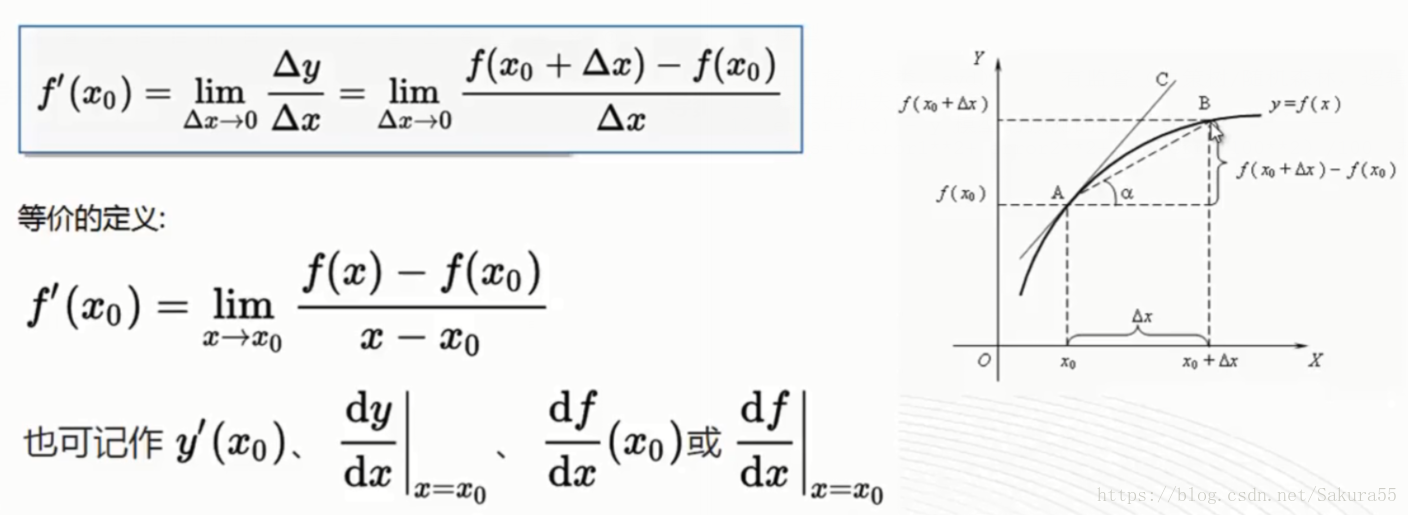 f′(x₀) = lim_{Δx→0} Δy/Δx = lim_{Δx→0} (f(x₀ + Δx) − f(x₀))/Δx
等价的定义:
f′(x₀) = lim_{x→x₀} (f(x) − f(x₀))/(x − x₀)
也可记作 y′(x₀)、 dy/dx|_{x=x₀} 、 df/dx(x₀)或 df/dx|_{x=x₀}
Y
C
f(x₀+Δx)
B
y=f(x)
f(x₀+Δx)−f(x₀)
f(x₀)
A
α
Δx
O
x₀
x₀+Δx
X
https://blog.csdn.net/Sakura55